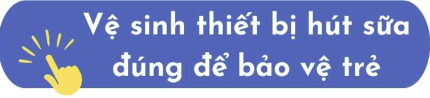 Vệ sinh thiết bị hút sữa
đúng để bảo vệ trẻ